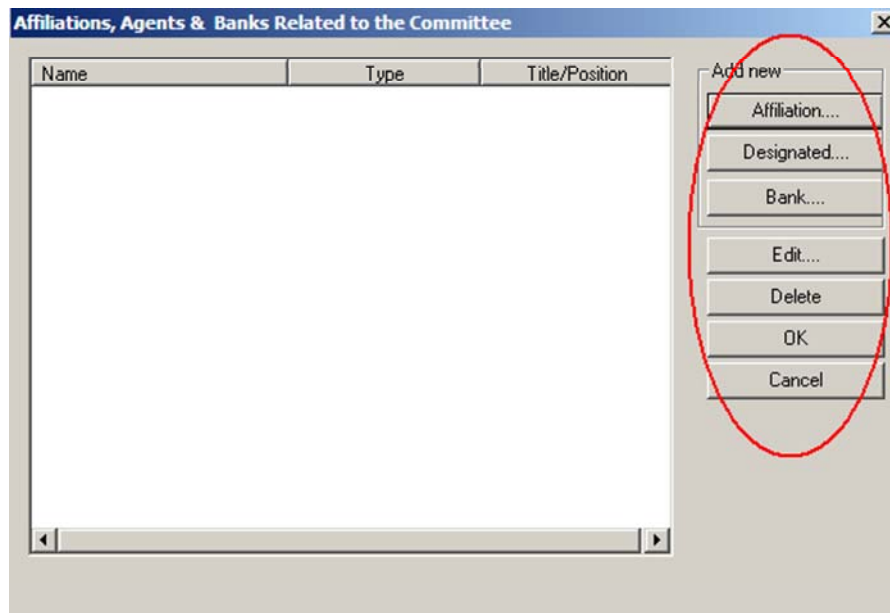 Affiliations, Agents & Banks Related to the Committee
Name Type Title/Position
Add new
Affiliation....
Designated....
Bank....
Edit....
Delete
OK
Cancel